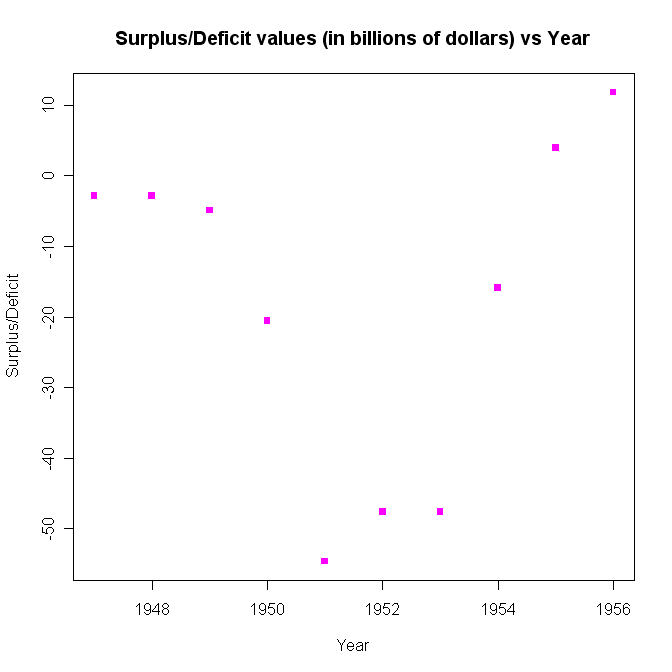 Surplus/Deficit values (in billions of dollars) vs Year
10
0
-10
-20
-30
-40
-50
Surplus/Deficit
1948 1950 1952 1954 1956
Year